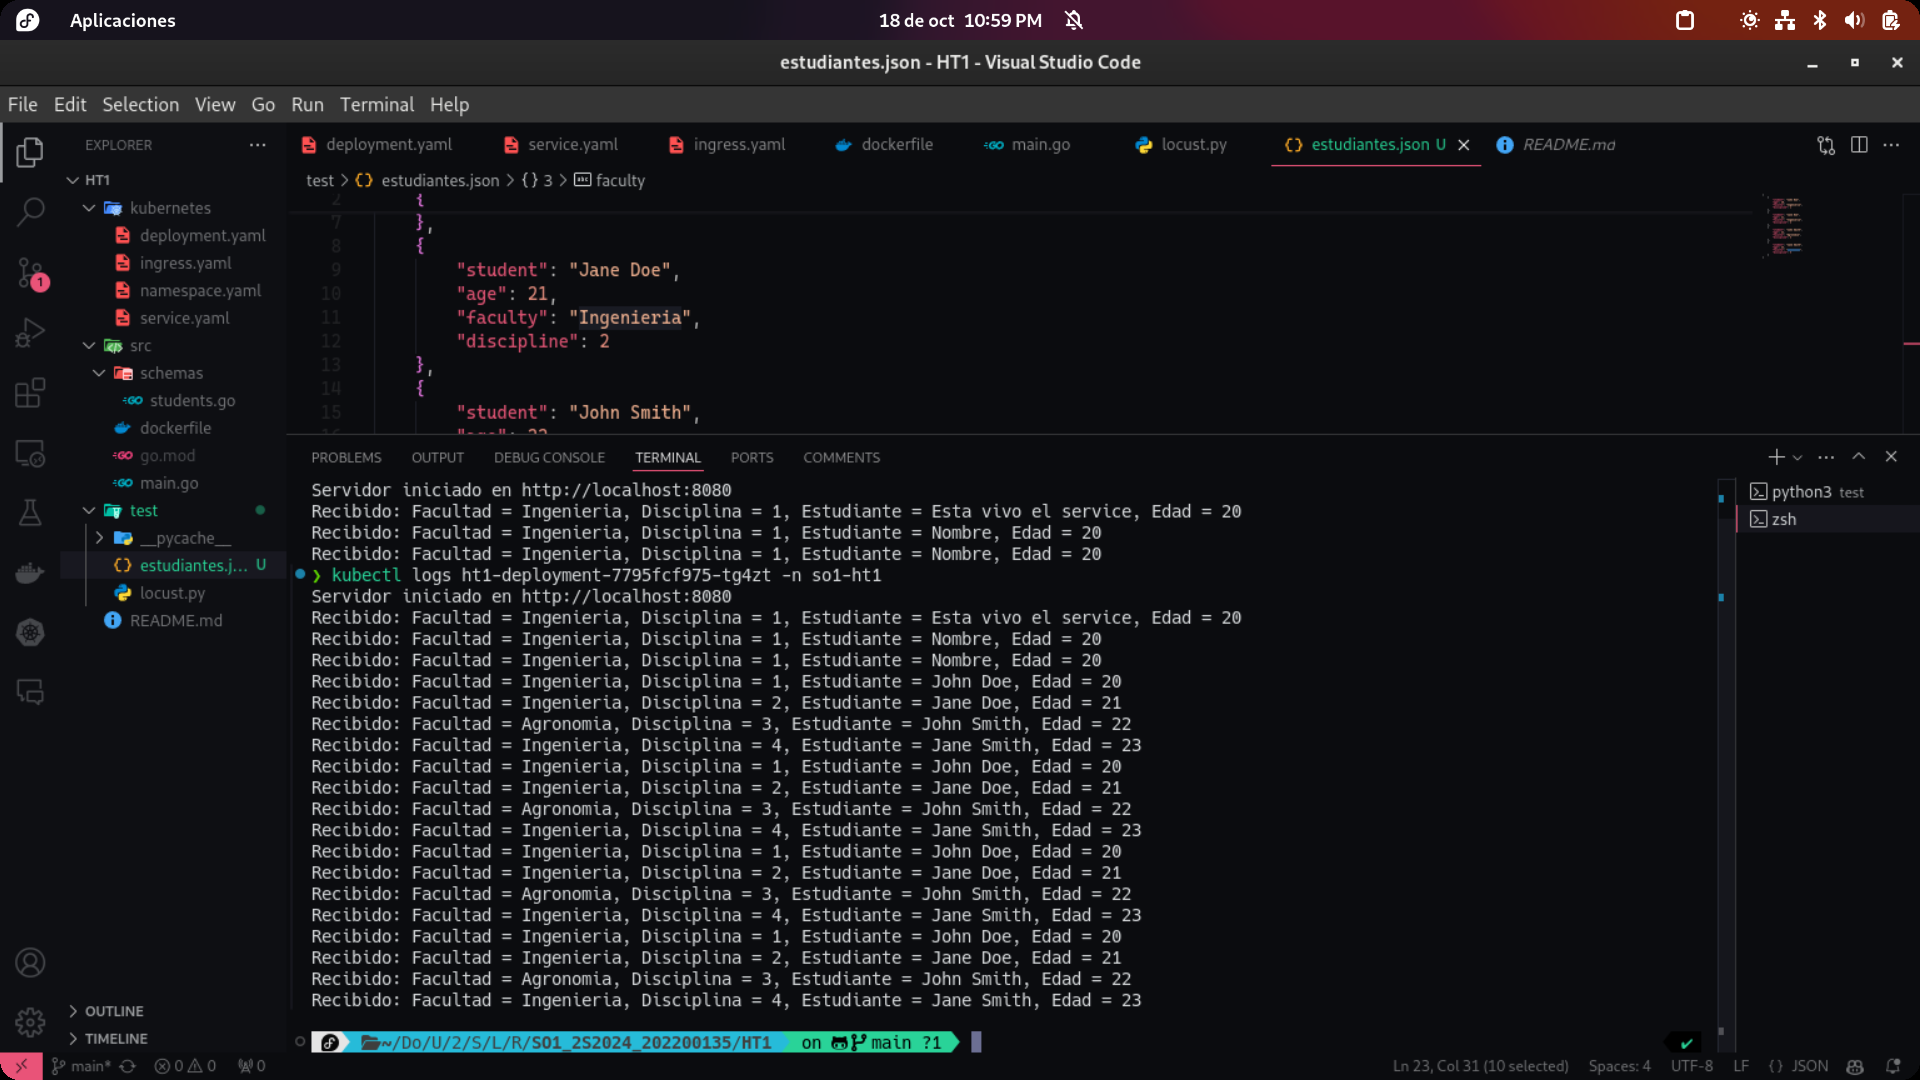 Aplicaciones
18 de oct 10:59 PM
estudiantes.json - HT1 - Visual Studio Code
File Edit Selection View Go Run Terminal Help
EXPLORER
HT1
kubernetes
deployment.yaml
ingress.yaml
namespace.yaml
service.yaml
src
schemas
students.go
dockerfile
go.mod
main.go
test
__pycache__
estudiantes.j... U
locust.py
README.md
OUTLINE
TIMELINE
1
deployment.yaml service.yaml ingress.yaml dockerfile main.go locust.py estudiantes.json U README.md
test > {} estudiantes.json > {} 3 > faculty
2 {
7 },
8 {
9 "student": "Jane Doe",
10 "age": 21,
11 "faculty": "Ingenieria",
12 "discipline": 2
13 },
14 {
15 "student": "John Smith",
PROBLEMS OUTPUT DEBUG CONSOLE TERMINAL PORTS COMMENTS
python3 test
zsh
Servidor iniciado en http://localhost:8080
Recibido: Facultad = Ingenieria, Disciplina = 1, Estudiante = Esta vivo el service, Edad = 20
Recibido: Facultad = Ingenieria, Disciplina = 1, Estudiante = Nombre, Edad = 20
Recibido: Facultad = Ingenieria, Disciplina = 1, Estudiante = Nombre, Edad = 20
❯ kubectl logs ht1-deployment-7795fcf975-tg4zt -n so1-ht1
Servidor iniciado en http://localhost:8080
Recibido: Facultad = Ingenieria, Disciplina = 1, Estudiante = Esta vivo el service, Edad = 20
Recibido: Facultad = Ingenieria, Disciplina = 1, Estudiante = Nombre, Edad = 20
Recibido: Facultad = Ingenieria, Disciplina = 1, Estudiante = Nombre, Edad = 20
Recibido: Facultad = Ingenieria, Disciplina = 1, Estudiante = John Doe, Edad = 20
Recibido: Facultad = Ingenieria, Disciplina = 2, Estudiante = Jane Doe, Edad = 21
Recibido: Facultad = Agronomia, Disciplina = 3, Estudiante = John Smith, Edad = 22
Recibido: Facultad = Ingenieria, Disciplina = 4, Estudiante = Jane Smith, Edad = 23
Recibido: Facultad = Ingenieria, Disciplina = 1, Estudiante = John Doe, Edad = 20
Recibido: Facultad = Ingenieria, Disciplina = 2, Estudiante = Jane Doe, Edad = 21
Recibido: Facultad = Agronomia, Disciplina = 3, Estudiante = John Smith, Edad = 22
Recibido: Facultad = Ingenieria, Disciplina = 4, Estudiante = Jane Smith, Edad = 23
Recibido: Facultad = Ingenieria, Disciplina = 1, Estudiante = John Doe, Edad = 20
Recibido: Facultad = Ingenieria, Disciplina = 2, Estudiante = Jane Doe, Edad = 21
Recibido: Facultad = Agronomia, Disciplina = 3, Estudiante = John Smith, Edad = 22
Recibido: Facultad = Ingenieria, Disciplina = 4, Estudiante = Jane Smith, Edad = 23
Recibido: Facultad = Ingenieria, Disciplina = 1, Estudiante = John Doe, Edad = 20
Recibido: Facultad = Ingenieria, Disciplina = 2, Estudiante = Jane Doe, Edad = 21
Recibido: Facultad = Agronomia, Disciplina = 3, Estudiante = John Smith, Edad = 22
Recibido: Facultad = Ingenieria, Disciplina = 4, Estudiante = Jane Smith, Edad = 23
~/Do/U/2/S/L/R/SO1_2S2024_202200135/HT1 on main ?1
main* 0 0 0 Ln 23, Col 31 (10 selected) Spaces: 4 UTF-8 LF {} JSON